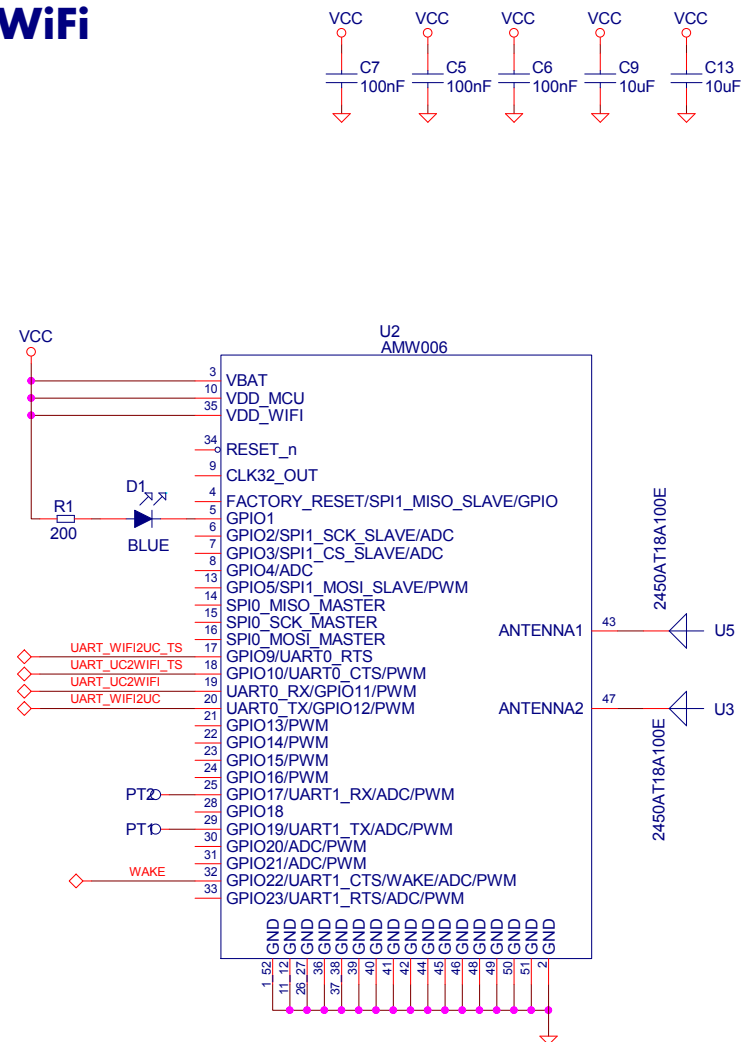 WiFi
VCC VCC VCC VCC VCC
C7 C5 C6 C9 C13
100nF 100nF 100nF 10uF 10uF
VCC
U2
AMW006
3 VBAT
10 VDD_MCU
35 VDD_WIFI
34 RESET_n
9 CLK32_OUT
4 FACTORY_RESET/SPI1_MISO_SLAVE/GPIO
R1
200
D1
BLUE
5 GPIO1
6 GPIO2/SPI1_SCK_SLAVE/ADC
7 GPIO3/SPI1_CS_SLAVE/ADC
8 GPIO4/ADC
13 GPIO5/SPI1_MOSI_SLAVE/PWM
14 SPI0_MISO_MASTER
15 SPI0_SCK_MASTER
16 SPI0_MOSI_MASTER
UART_WIFI2UC_TS 17 GPIO9/UART0_RTS
UART_UC2WIFI_TS 18 GPIO10/UART0_CTS/PWM
UART_UC2WIFI 19 UART0_RX/GPIO11/PWM
UART_WIFI2UC 20 UART0_TX/GPIO12/PWM
21 GPIO13/PWM
22 GPIO14/PWM
23 GPIO15/PWM
24 GPIO16/PWM
PT2 25 GPIO17/UART1_RX/ADC/PWM
28 GPIO18
PT1 29 GPIO19/UART1_TX/ADC/PWM
30 GPIO20/ADC/PWM
31 GPIO21/ADC/PWM
WAKE 32 GPIO22/UART1_CTS/WAKE/ADC/PWM
33 GPIO23/UART1_RTS/ADC/PWM
ANTENNA1 43 U5
2450AT18A100E
ANTENNA2 47 U3
2450AT18A100E
GND GND GND GND GND GND GND GND GND GND GND GND GND GND GND GND GND
1_52 11_12 26_27 36 37_38 39 40 41 42 44 45 46 48 49 50 51 2